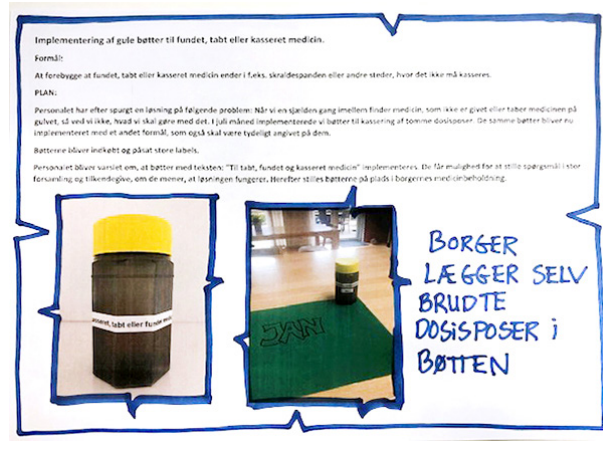 Implementering af gule bøtter til fundet, tabt eller kasseret medicin.
Formål:
At forebygge at fundet, tabt eller kasseret medicin ender i f.eks. skraldespanden eller andre steder, hvor det ikke må kasseres.
PLAN:
Personalet har efter spurgt en løsning på følgende problem: Når vi en sjælden gang imellem finder medicin, som ikke er givet eller taber medicinen på
gulvet, så ved vi ikke, hvad vi skal gøre med det. I juli måned implementerede vi bøtter til kassering af tomme dosisposer. De samme bøtter bliver nu
implementeret med et andet formål, som også skal være tydeligt angivet på dem.
Bøtterne bliver indkøbt og påsat store labels.
Personalet bliver varslet om, at bøtter med teksten: "Til tabt, fundet og kasseret medicin" implementeres. De får mulighed for at stille spørgsmål i stor
forsamling og tilkendegive, om de mener, at løsningen fungerer. Herefter stilles bøtterne på plads i borgernes medicinbeholdning.
sseret, tabt eller funde
JAN
BORGER
LÆGGER SELV
BRUDTE
DOSISPOSER i
BØTTEN